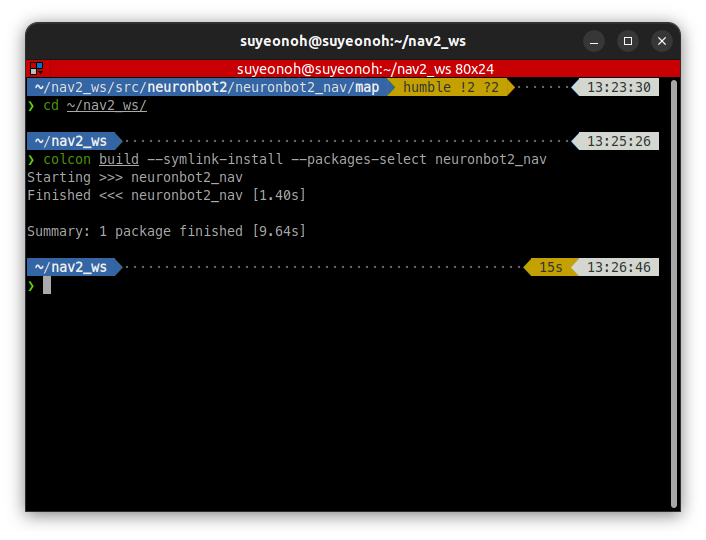 suyeonoh@suyeonoh:~/nav2_ws
suyeonoh@suyeonoh:~/nav2_ws 80x24
~/nav2_ws/src/neuronbot2/neuronbot2_nav/map humble !2 ?2 ······· 13:23:30
❯ cd ~/nav2_ws/
~/nav2_ws 13:25:26
❯ colcon build --symlink-install --packages-select neuronbot2_nav
Starting >>> neuronbot2_nav
Finished <<< neuronbot2_nav [1.40s]
Summary: 1 package finished [9.64s]
~/nav2_ws 15s 13:26:46
❯